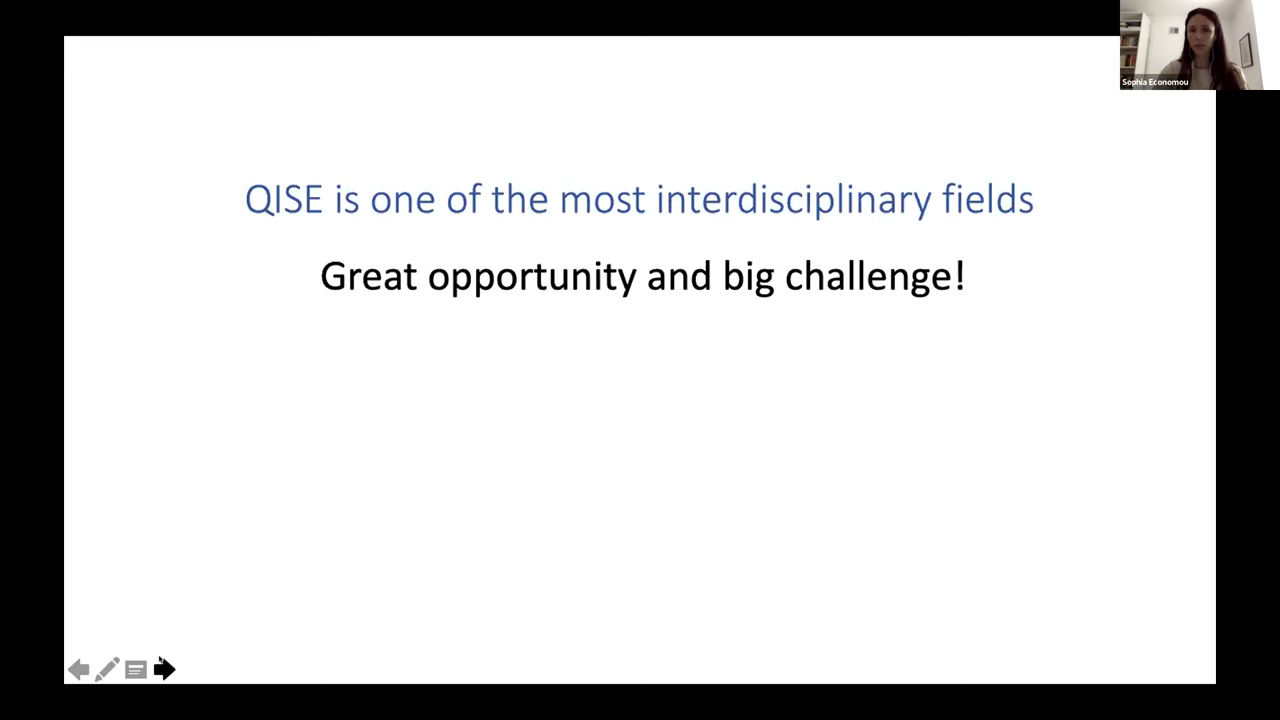 Sophia Economou
QISE is one of the most interdisciplinary fields
Great opportunity and big challenge!